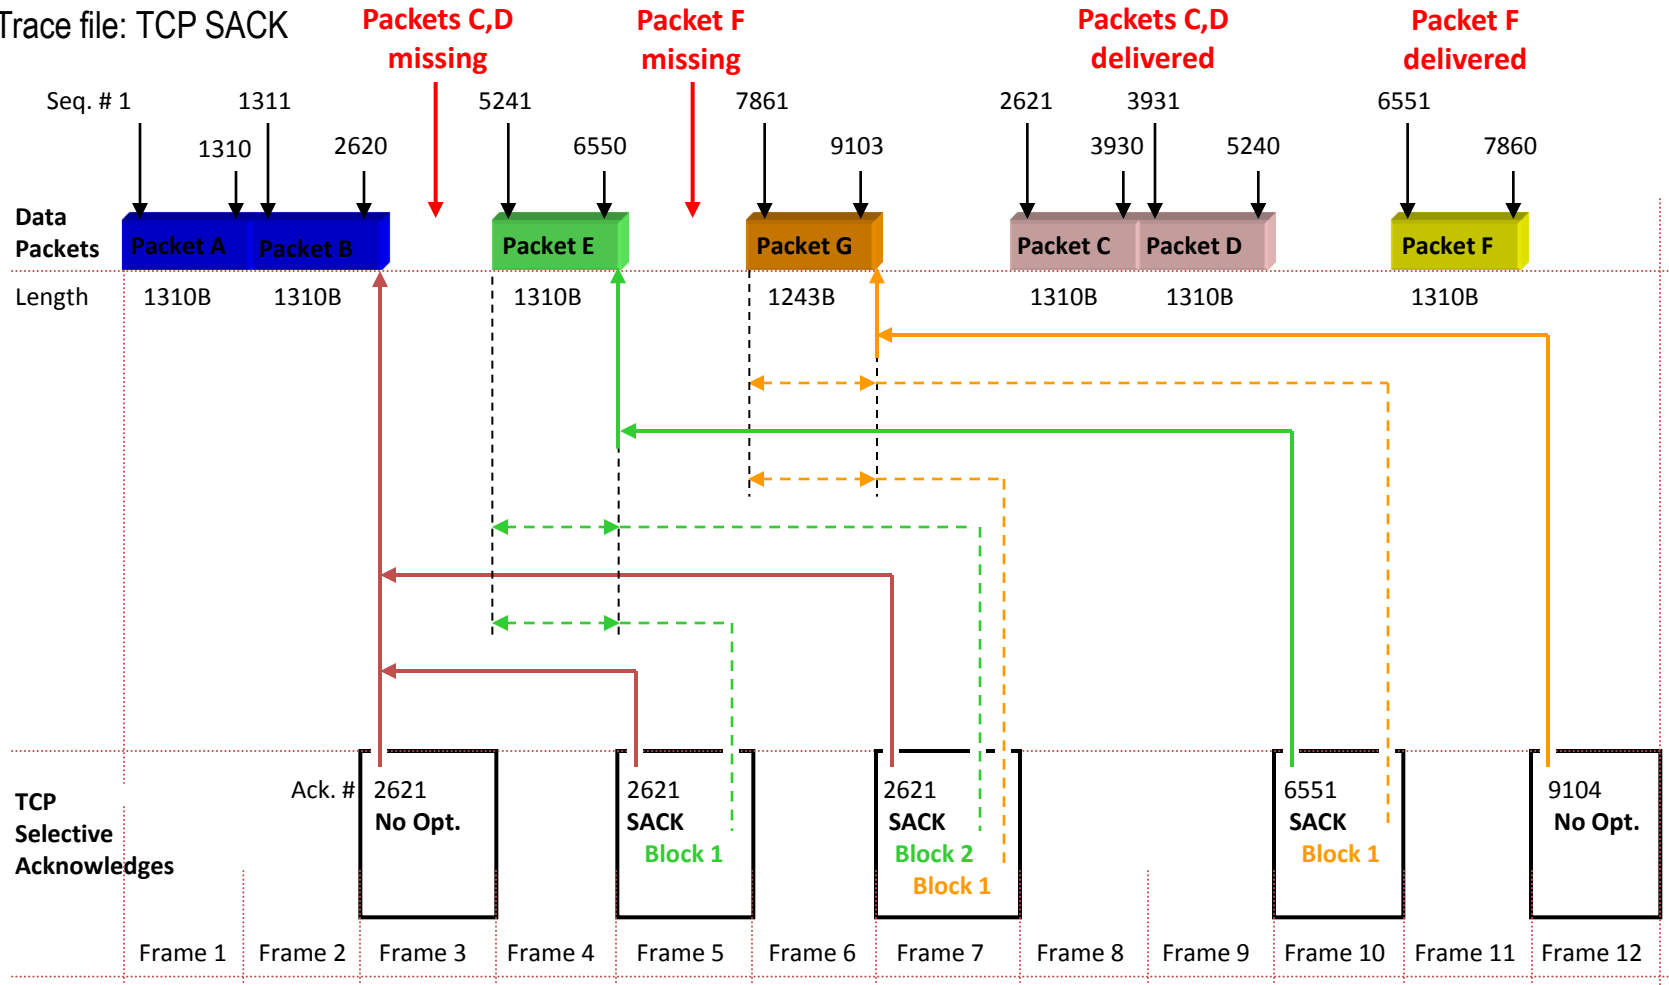 Trace file: TCP SACK
Packets C,D
missing
Packet F
missing
Packets C,D
delivered
Packet F
delivered
Seq. # 1
1311
5241
7861
2621
3931
6551
1310
2620
6550
9103
3930
5240
7860
Data
Packets
Packet A
Packet B
Packet E
Packet G
Packet C
Packet D
Packet F
Length
1310B
1310B
1310B
1243B
1310B
1310B
1310B
TCP
Selective
Acknowledges
Ack. #
2621
No Opt.
2621
SACK
Block 1
2621
SACK
Block 2
Block 1
6551
SACK
Block 1
9104
No Opt.
Frame 1
Frame 2
Frame 3
Frame 4
Frame 5
Frame 6
Frame 7
Frame 8
Frame 9
Frame 10
Frame 11
Frame 12